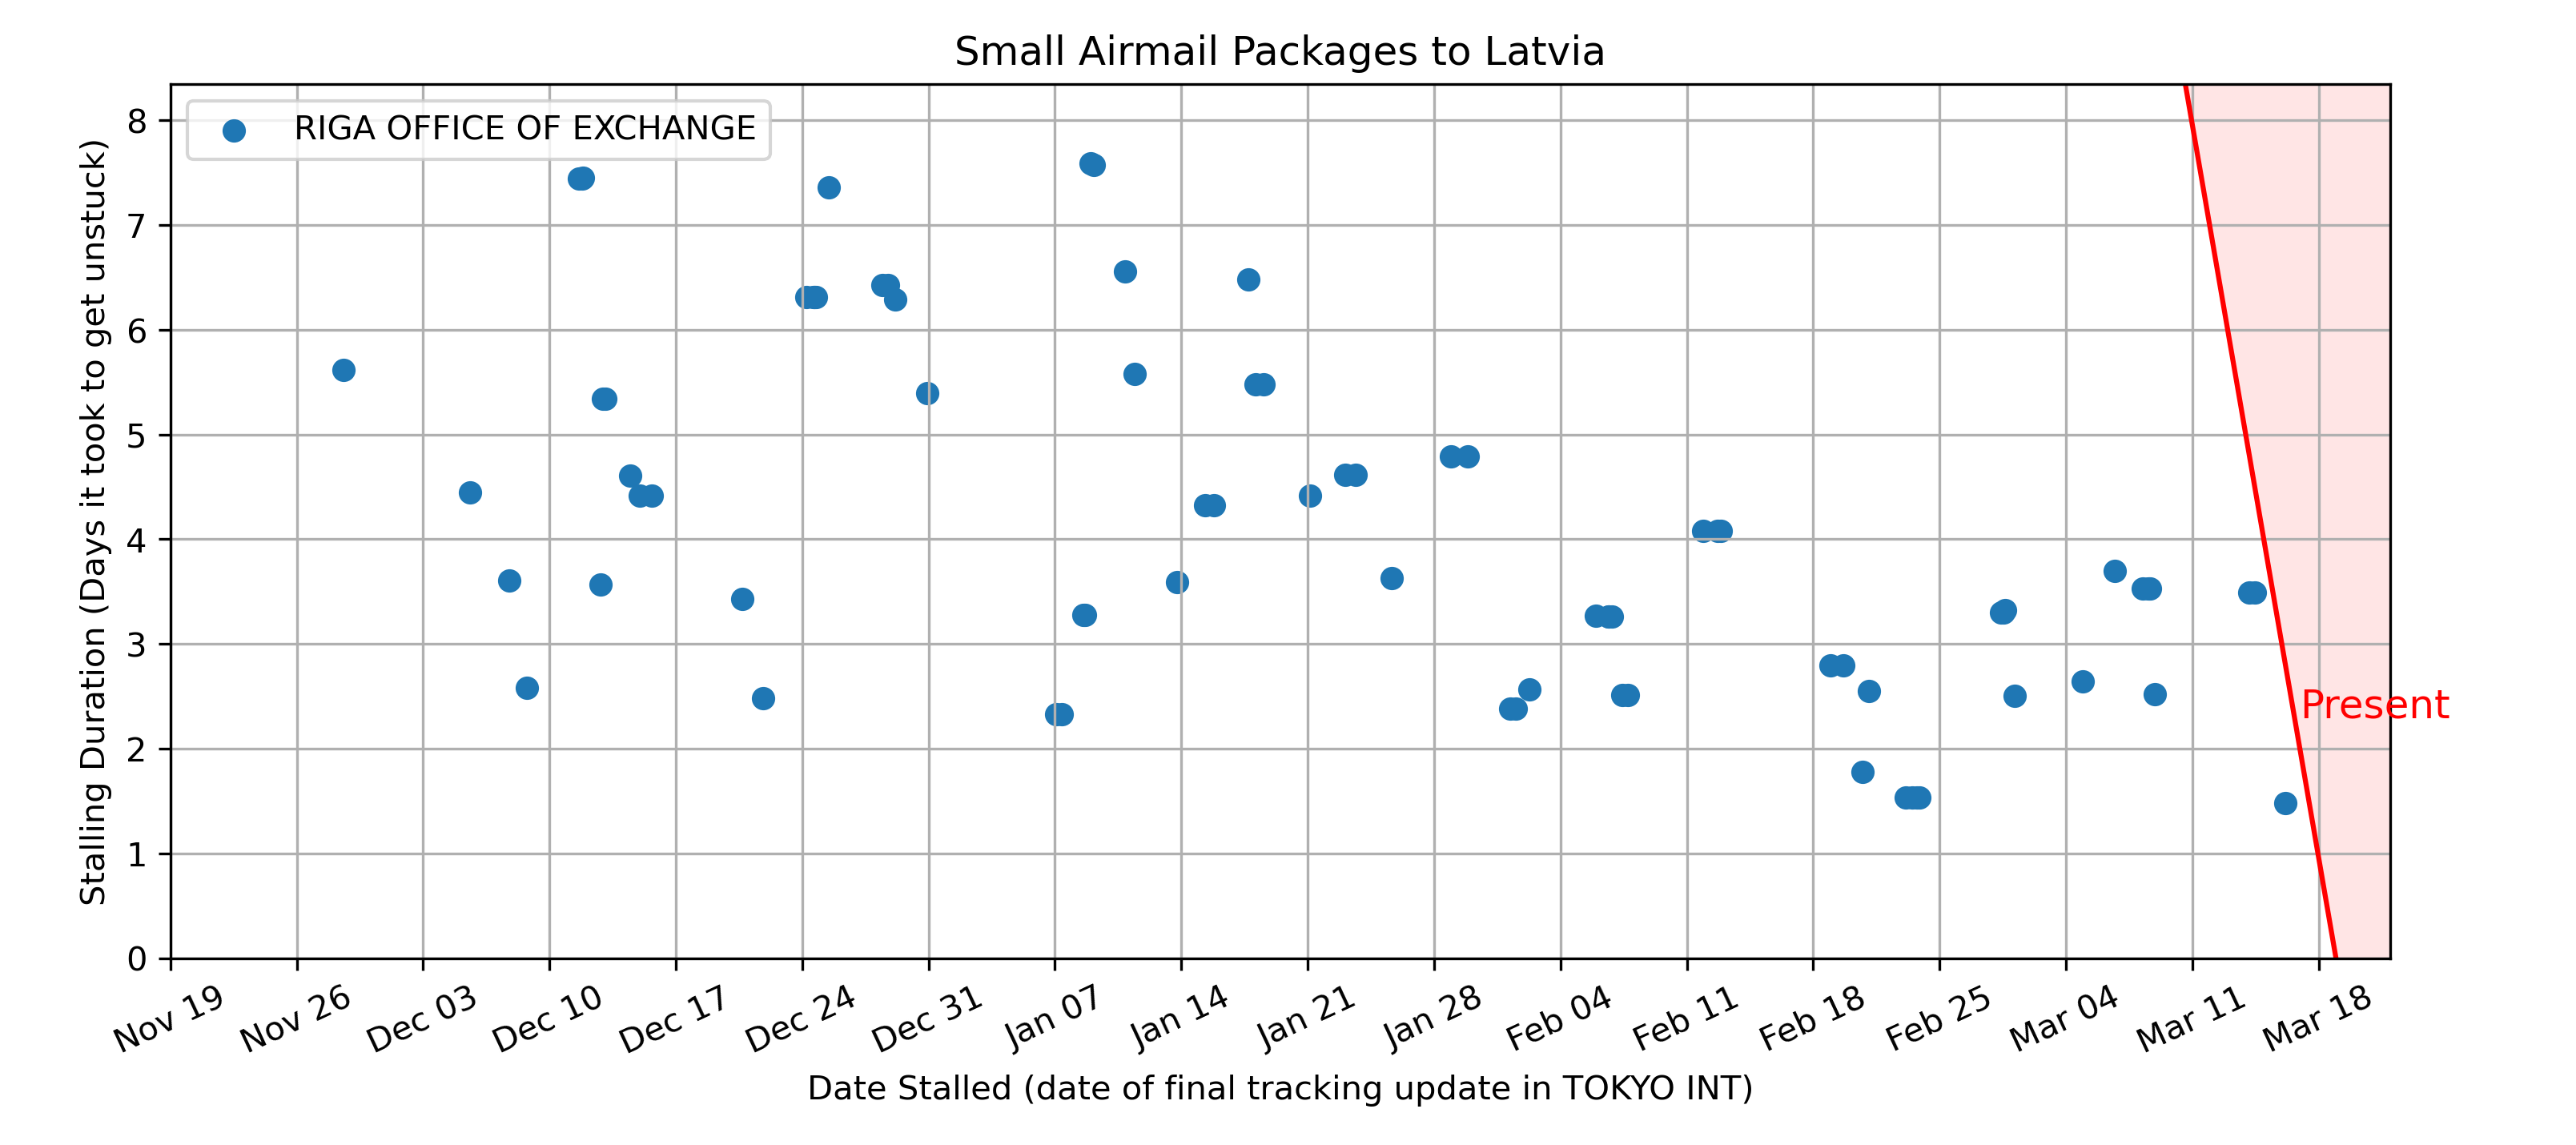 Small Airmail Packages to Latvia
RIGA OFFICE OF EXCHANGE
Stalling Duration (Days it took to get unstuck)
8
7
6
5
4
3
2
1
0
Present
Nov 19 Nov 26 Dec 03 Dec 10 Dec 17 Dec 24 Dec 31 Jan 07 Jan 14 Jan 21 Jan 28 Feb 04 Feb 11 Feb 18 Feb 25 Mar 04 Mar 11 Mar 18
Date Stalled (date of final tracking update in TOKYO INT)